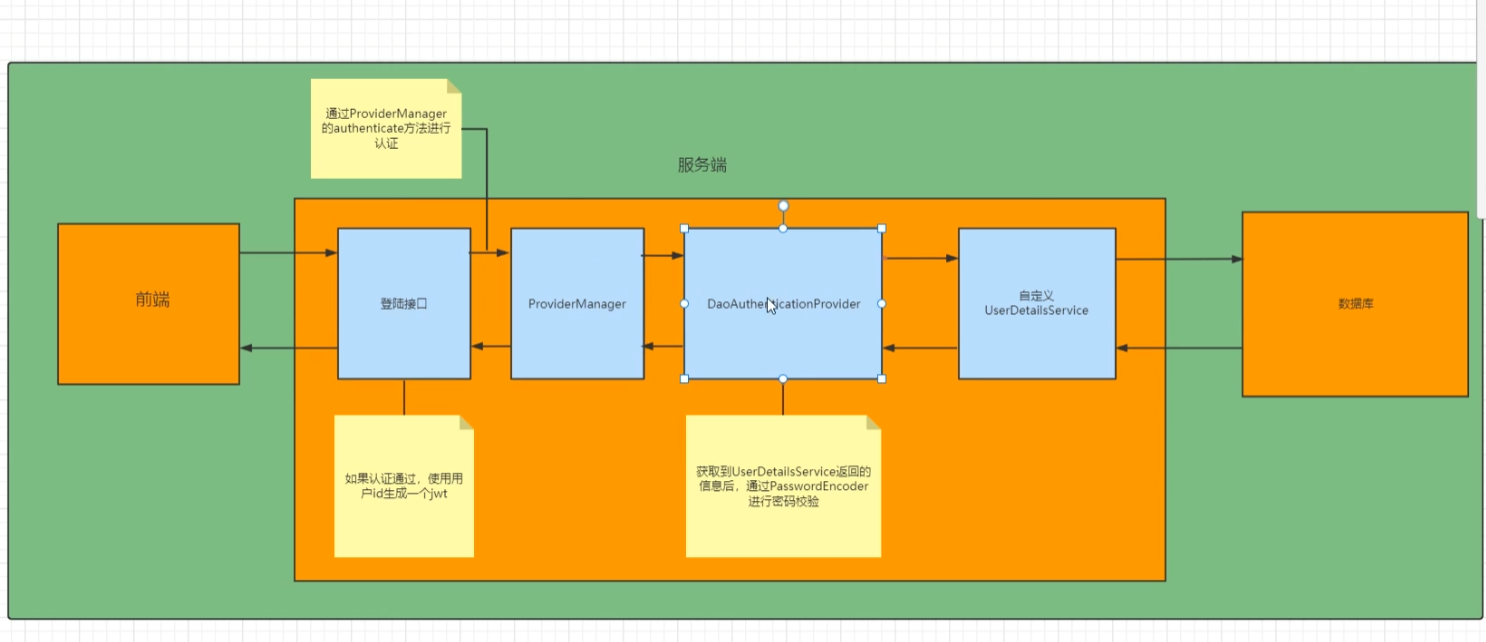 通过ProviderManager
的authenticate方法进行
认证
服务端
前端
登陆接口
ProviderManager
DaoAuthenticationProvider
自定义
UserDetailsService
数据库
如果认证通过，使用用
户id生成一个jwt
获取到UserDetailsService返回的
信息后，通过PasswordEncoder
进行密码校验